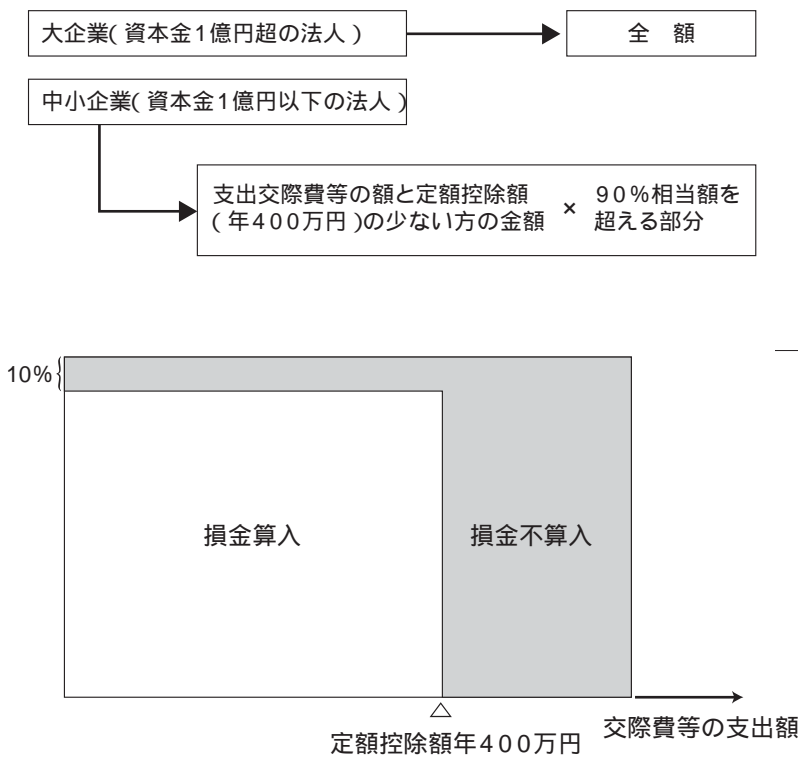 大企業(資本金1億円超の法人)
全　額
中小企業(資本金1億円以下の法人)
支出交際費等の額と定額控除額
(年400万円)の少ない方の金額
×
90%相当額を
超える部分
10%
損金算入
損金不算入
定額控除額年400万円
交際費等の支出額